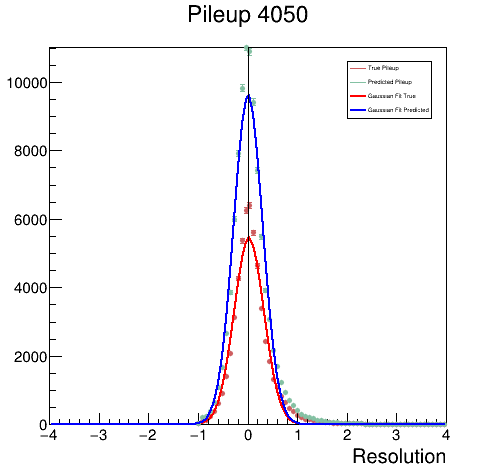 Pileup 4050
True Pileup
Predicted Pileup
Gaussian Fit True
Gaussian Fit Predicted
10000
8000
6000
4000
2000
0
−4 −3 −2 −1 0 1 2 3 4
Resolution